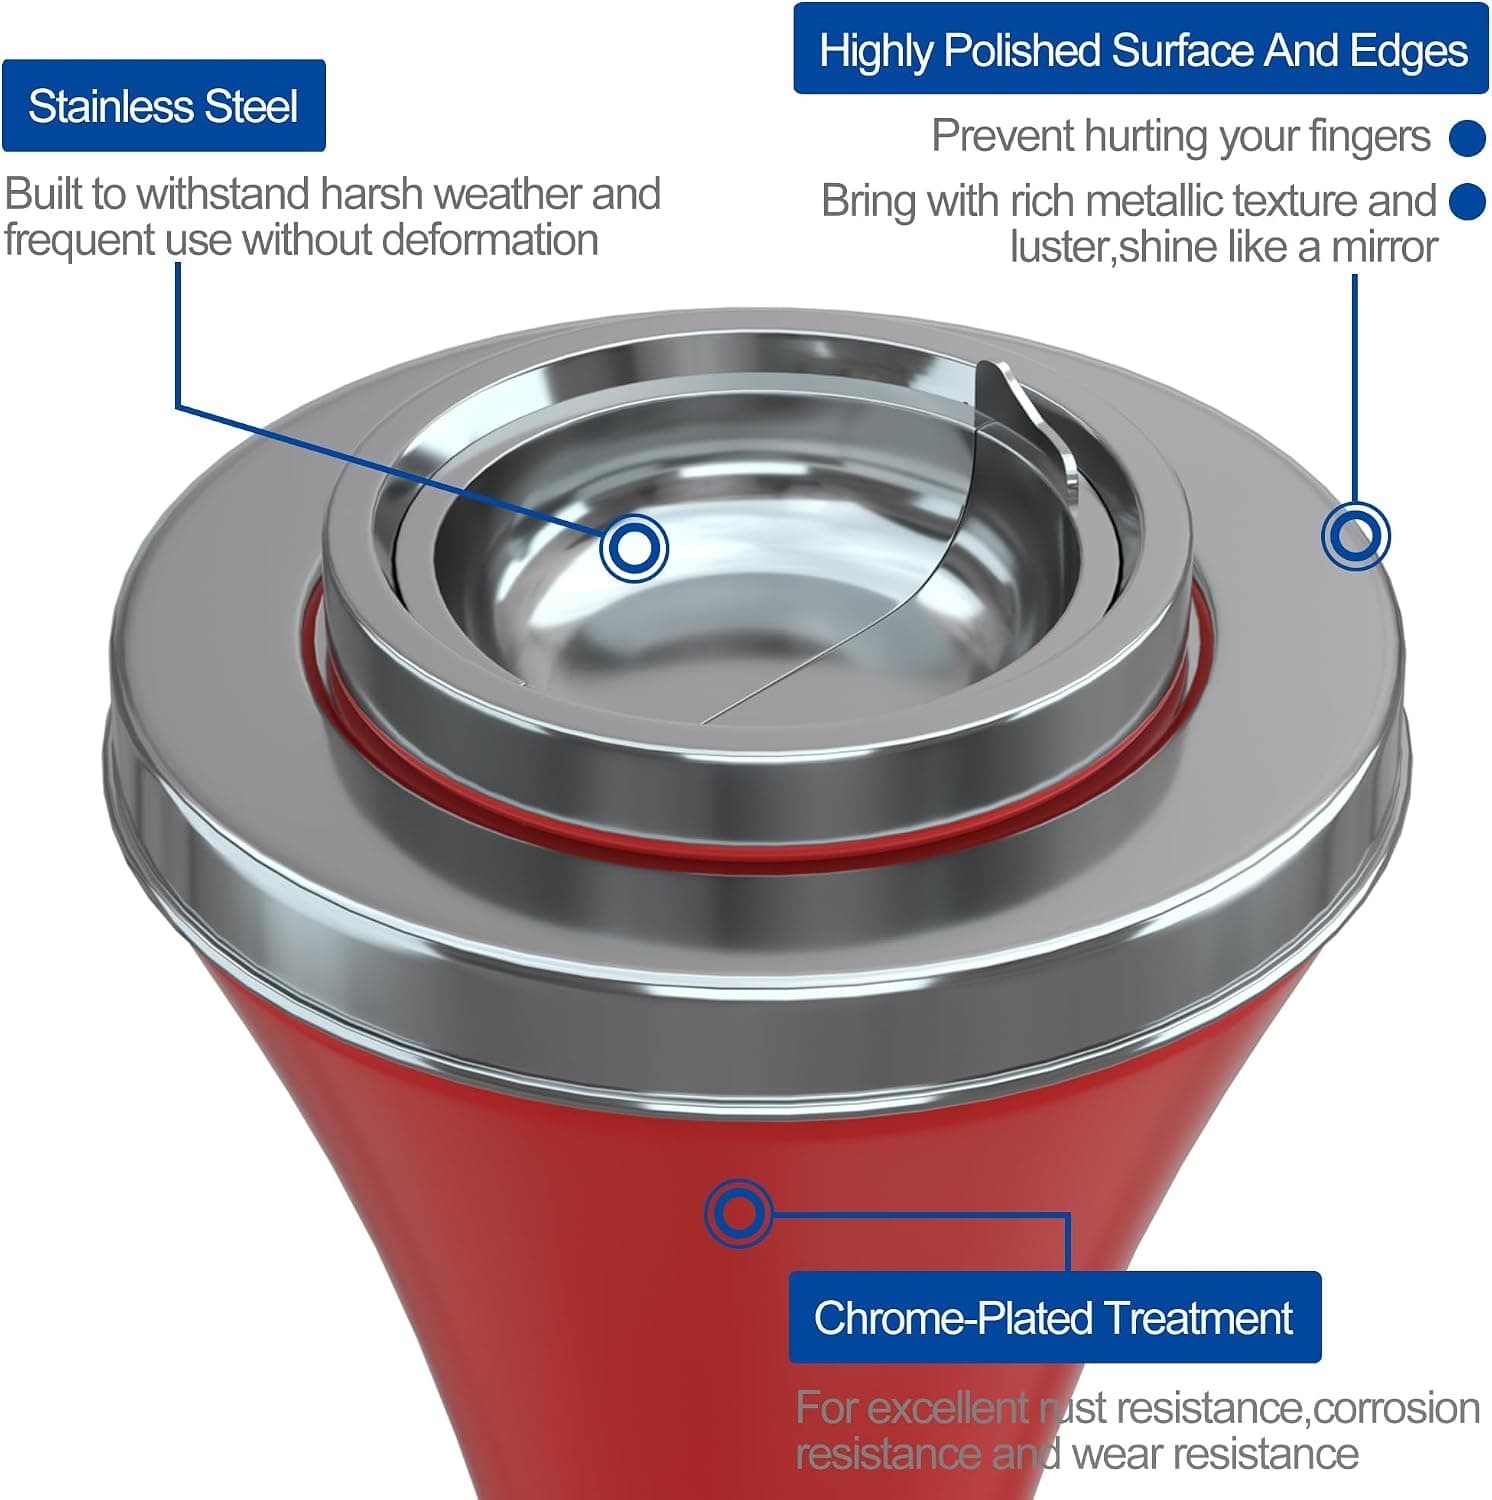 Stainless Steel
Built to withstand harsh weather and
frequent use without deformation
Highly Polished Surface And Edges
Prevent hurting your fingers
Bring with rich metallic texture and
luster,shine like a mirror
Chrome-Plated Treatment
For excellent rust resistance,corrosion
resistance and wear resistance